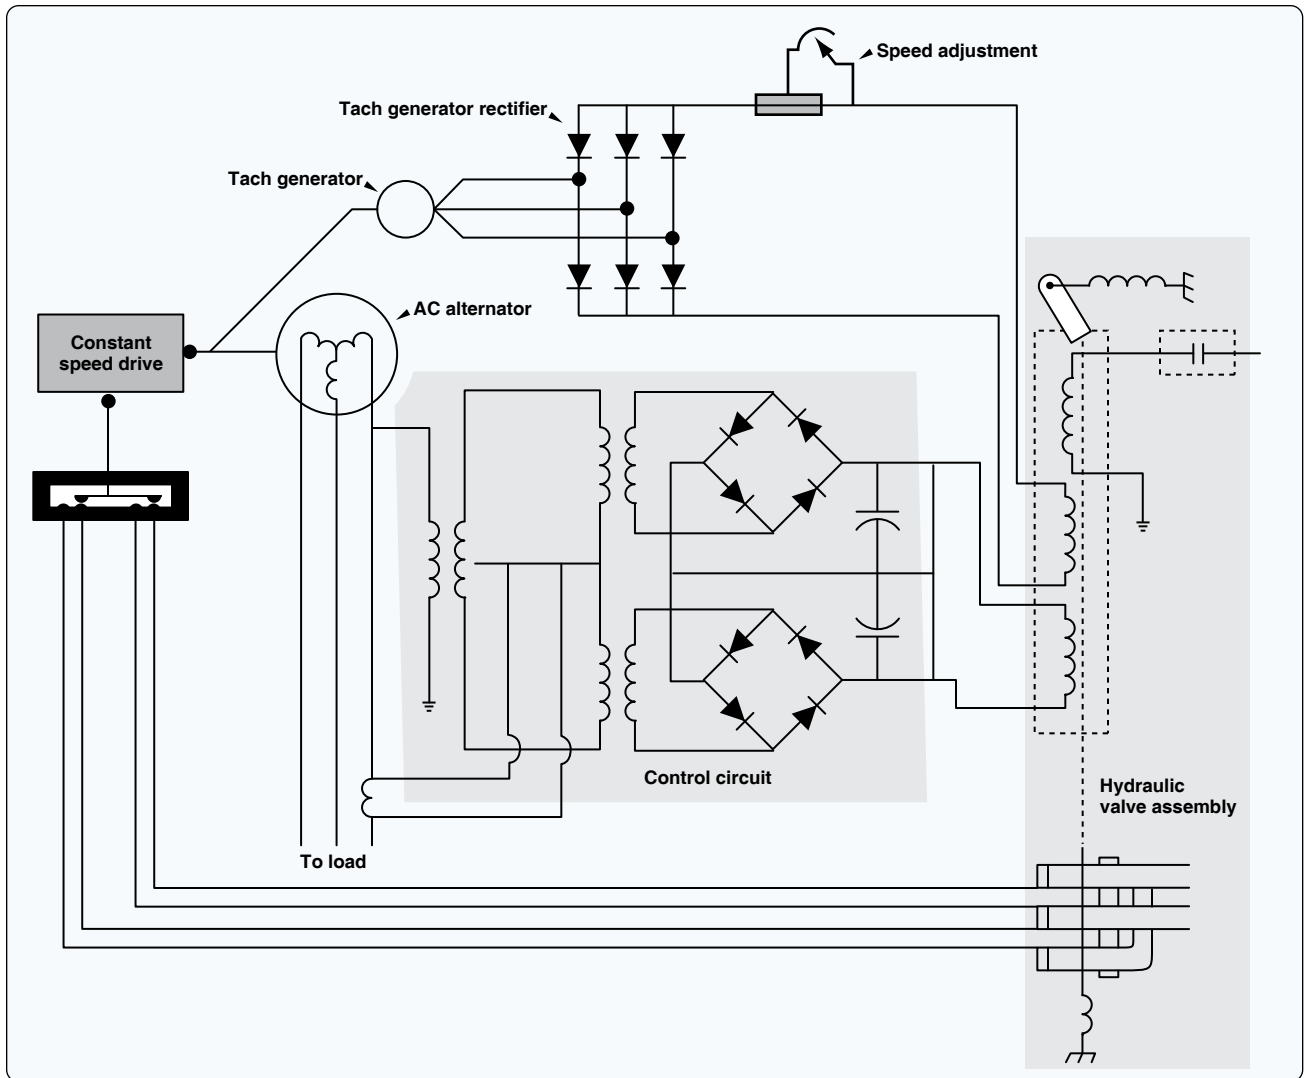 Speed adjustment
Tach generator rectifier
Tach generator
AC alternator
Constant
speed drive
Control circuit
Hydraulic
valve assembly
To load